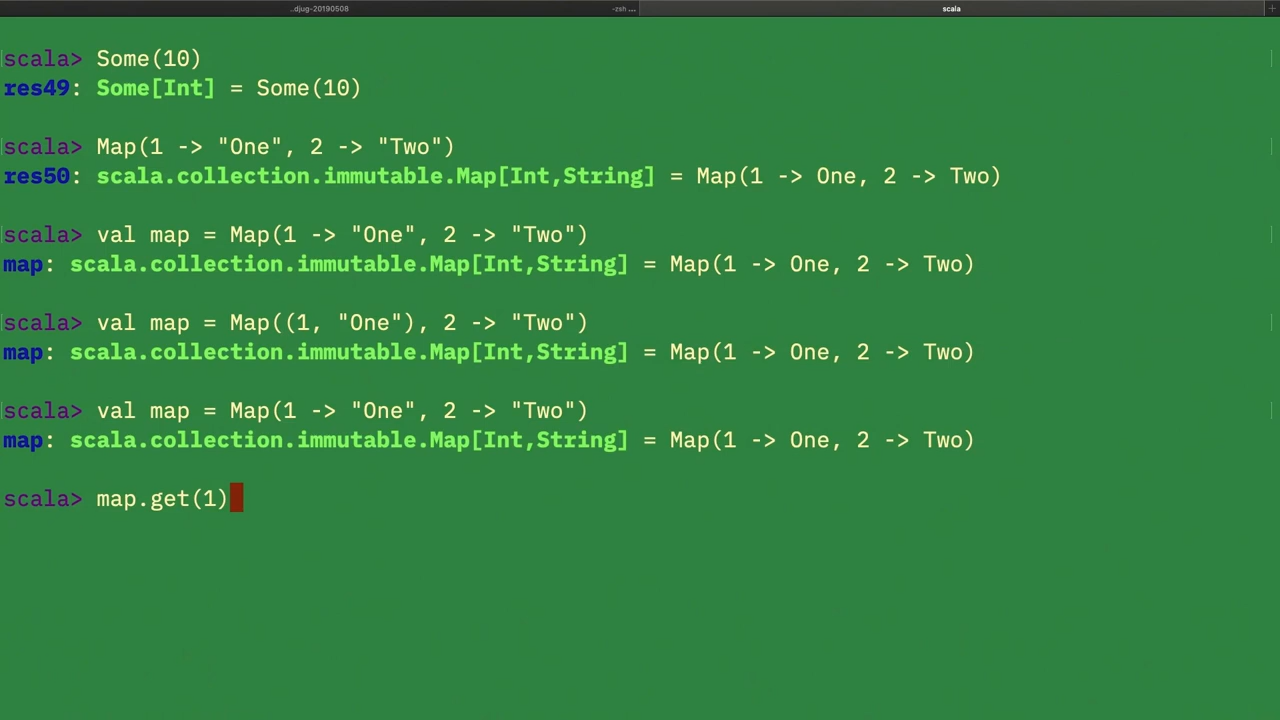 ..djug-20190508
-zsh ...
scala
scala> Some(10)
res49: Some[Int] = Some(10)
scala> Map(1 -> "One", 2 -> "Two")
res50: scala.collection.immutable.Map[Int,String] = Map(1 -> One, 2 -> Two)
scala> val map = Map(1 -> "One", 2 -> "Two")
map: scala.collection.immutable.Map[Int,String] = Map(1 -> One, 2 -> Two)
scala> val map = Map((1, "One"), 2 -> "Two")
map: scala.collection.immutable.Map[Int,String] = Map(1 -> One, 2 -> Two)
scala> val map = Map(1 -> "One", 2 -> "Two")
map: scala.collection.immutable.Map[Int,String] = Map(1 -> One, 2 -> Two)
scala> map.get(1)